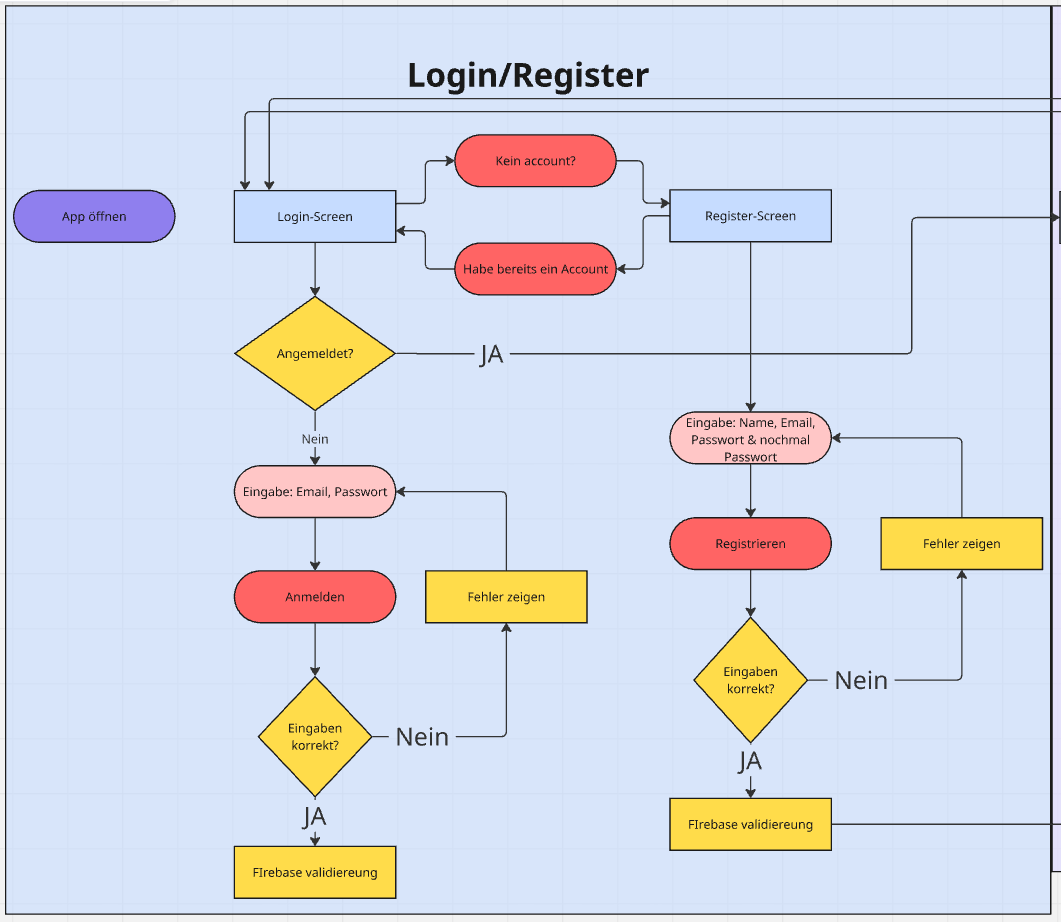 Login/Register
Kein account?
App öffnen
Login-Screen
Register-Screen
Habe bereits ein Account
Angemeldet?
JA
Nein
Eingabe: Name, Email,
Passwort & nochmal
Passwort
Eingabe: Email, Passwort
Registrieren
Fehler zeigen
Anmelden
Fehler zeigen
Eingaben
korrekt?
Nein
Eingaben
korrekt?
Nein
JA
JA
FIrebase validiereung
FIrebase validiereung